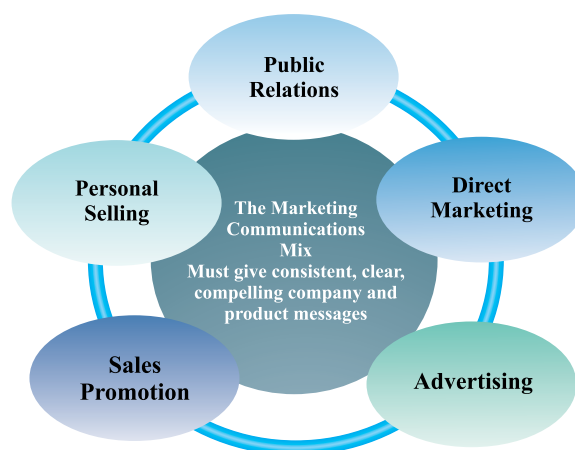 Public
Relations
Personal
Selling
Direct
Marketing
The Marketing
Communications
Mix
Must give consistent, clear,
compelling company and
product messages
Sales
Promotion
Advertising